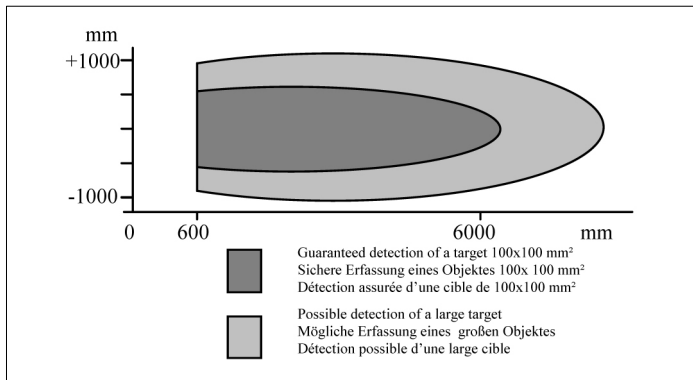 mm
+1000
-1000
0 600 6000 mm
Guaranteed detection of a target 100x100 mm²
Sichere Erfassung eines Objektes 100x 100 mm²
Détection assurée d'une cible de 100x100 mm²
Possible detection of a large target
Mögliche Erfassung eines  großen Objektes
Détection possible d'une large cible